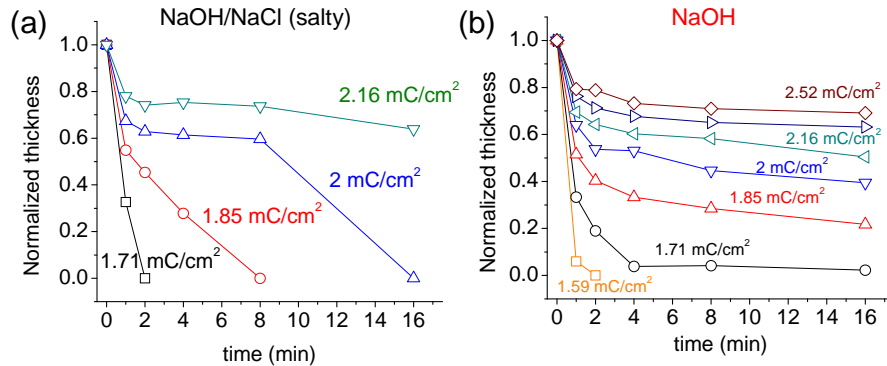 (a)
NaOH/NaCl (salty)
Normalized thickness
1.0
0.8
0.6
0.4
0.2
0.0
2.16 mC/cm²
2 mC/cm²
1.85 mC/cm²
1.71 mC/cm²
0 2 4 6 8 10 12 14 16
time (min)
(b)
NaOH
Normalized thickness
1.0
0.8
0.6
0.4
0.2
0.0
2.52 mC/cm²
2.16 mC/cm²
2 mC/cm²
1.85 mC/cm²
1.71 mC/cm²
1.59 mC/cm²
0 2 4 6 8 10 12 14 16
time (min)